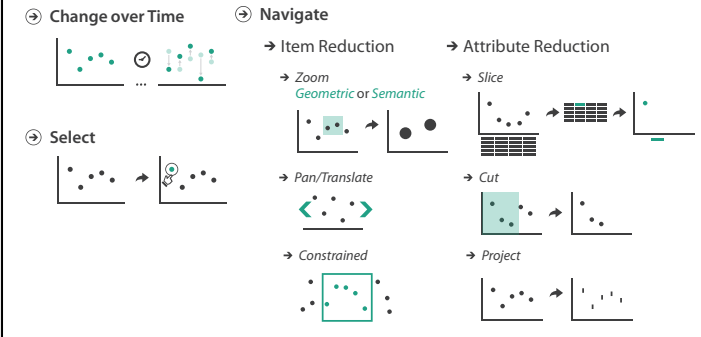 Change over Time
...
Select
Navigate
Item Reduction
Zoom
Geometric or Semantic
Pan/Translate
Constrained
Attribute Reduction
Slice
Cut
Project